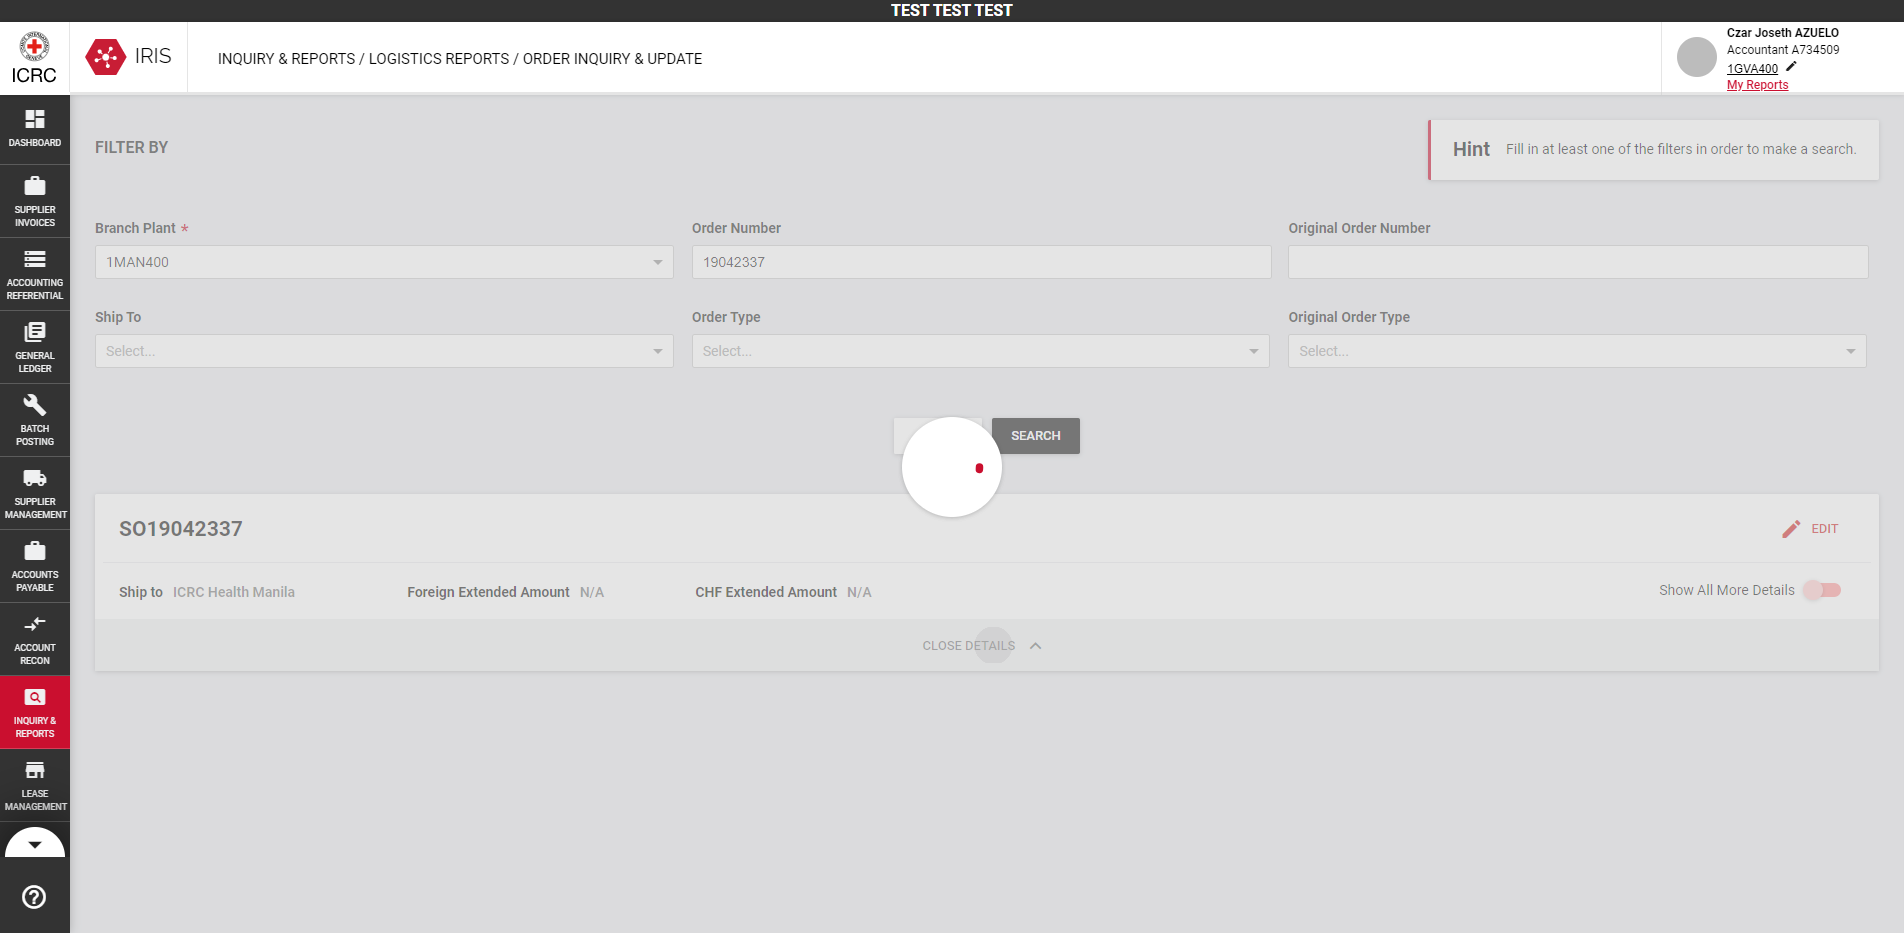 TEST TEST TEST
ICRC
IRIS
INQUIRY & REPORTS / LOGISTICS REPORTS / ORDER INQUIRY & UPDATE
Czar Joseth AZUELO
Accountant A734509
1GVA400
My Reports
DASHBOARD
SUPPLIER
INVOICES
ACCOUNTING
REFERENTIAL
GENERAL
LEDGER
BATCH
POSTING
SUPPLIER
MANAGEMENT
ACCOUNTS
PAYABLE
ACCOUNT
RECON
INQUIRY &
REPORTS
LEASE
MANAGEMENT
FILTER BY
Hint Fill in at least one of the filters in order to make a search.
Branch Plant * Order Number Original Order Number
1MAN400 19042337
Ship To Order Type Original Order Type
Select... Select... Select...
SEARCH
SO19042337 EDIT
Ship to ICRC Health Manila Foreign Extended Amount N/A CHF Extended Amount N/A Show All More Details
CLOSE DETAILS